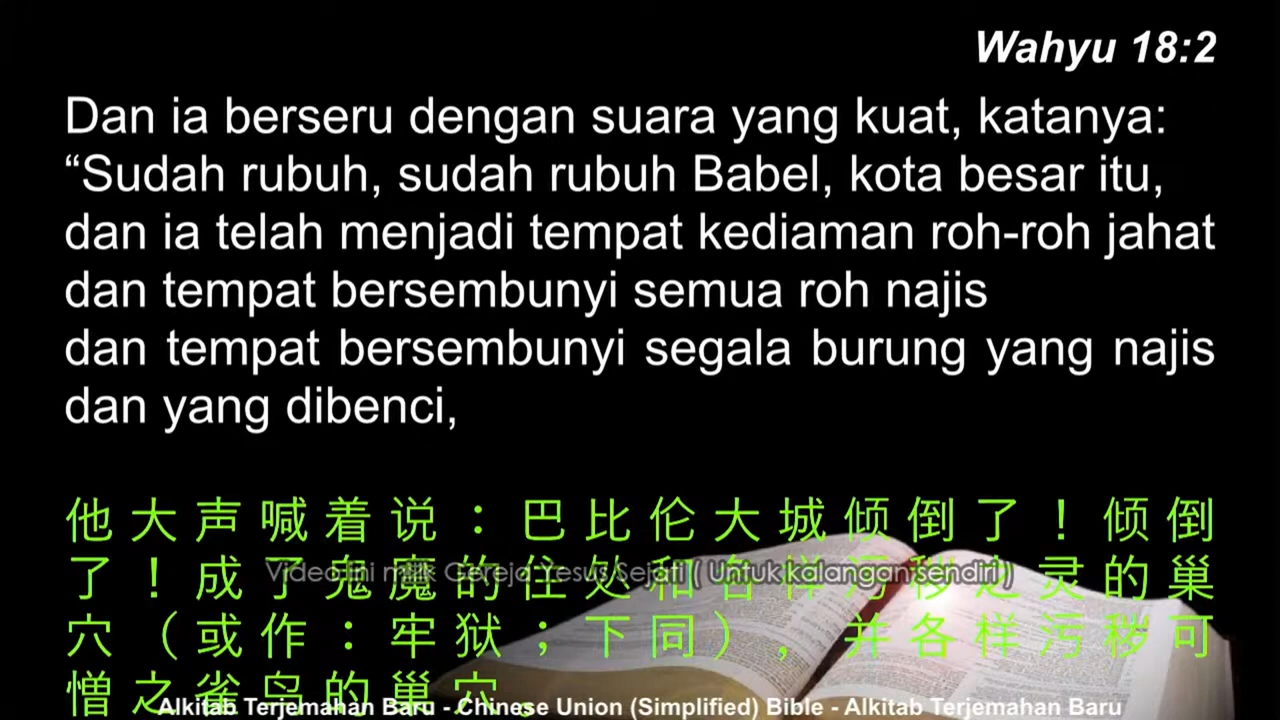 Wahyu 18:2
Dan ia berseru dengan suara yang kuat, katanya:
“Sudah rubuh, sudah rubuh Babel, kota besar itu,
dan ia telah menjadi tempat kediaman roh-roh jahat
dan tempat bersembunyi semua roh najis
dan tempat bersembunyi segala burung yang najis
dan yang dibenci,
他大声喊着说：巴比伦大城倾倒了！倾倒
了！成了鬼魔的住处和各样污秽之灵的巢
Video ini milik Gereja Yesus Sejati ( Untuk kalangan sendiri )
穴（或作：牢狱；下同），并各样污秽可
憎之雀鸟的巢穴。
Alkitab Terjemahan Baru - Chinese Union (Simplified) Bible - Alkitab Terjemahan Baru